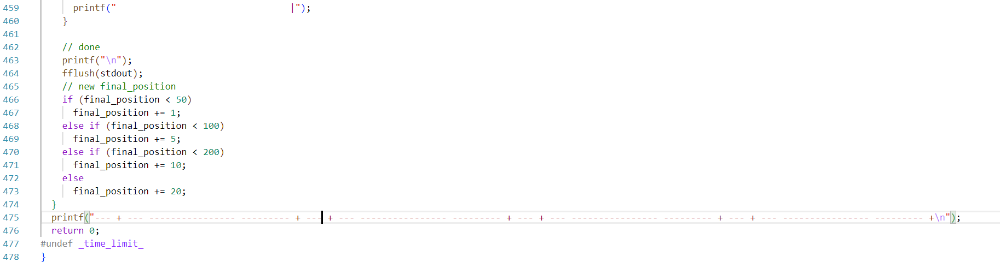 459 printf("                                |");
460 }
461
462 // done
463 printf("\n");
464 fflush(stdout);
465 // new final_position
466 if (final_position < 50)
467 final_position += 1;
468 else if (final_position < 100)
469 final_position += 5;
470 else if (final_position < 200)
471 final_position += 10;
472 else
473 final_position += 20;
474 }
475 printf("--- + --- ---------------- --------- + --- + --- ---------------- --------- + --- + --- ---------------- --------- + --- + --- ---------------- --------- +\n");
476 return 0;
477 #undef _time_limit_
478 }